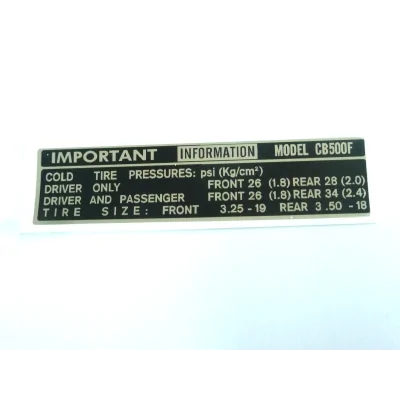 IMPORTANT INFORMATION MODEL CB500F
COLD TIRE PRESSURES: psi (Kg/cm²)
DRIVER ONLY FRONT 26 (1.8) REAR 28 (2.0)
DRIVER AND PASSENGER FRONT 26 (1.8) REAR 34 (2.4)
TIRE SIZE: FRONT 3.25-19 REAR 3.50-18